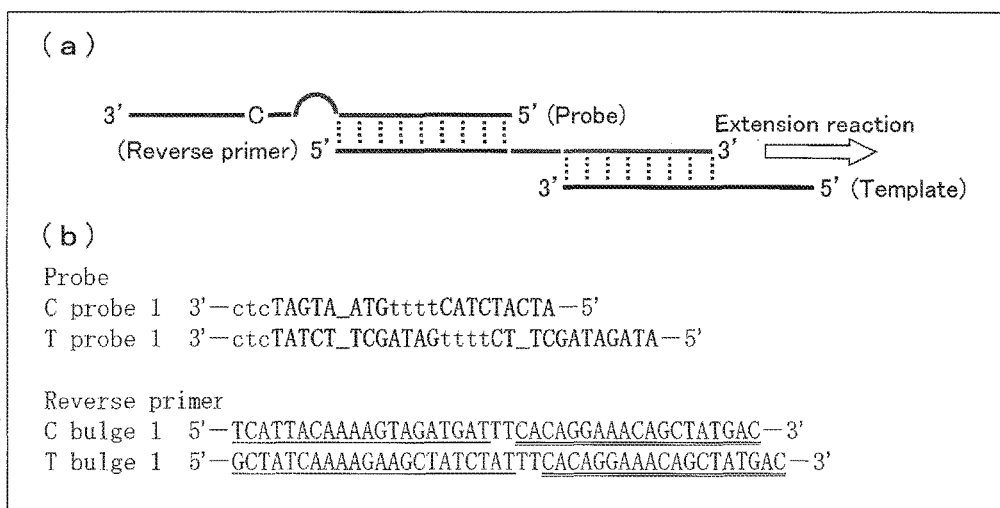 (a)
3' C 5' (Probe)
Extension reaction
(Reverse primer) 5' 3'
3' 5' (Template)
(b)
Probe
C probe 1 3'—ctcTAGTA_ATGttttCATCTACTA—5'
T probe 1 3'—ctcTATCT_TCGATAGttttCT_TCGATAGATA—5'
Reverse primer
C bulge 1 5'—TCATTACAAAAGTAGATGATTTCACAGGAAACAGCTATGAC—3'
T bulge 1 5'—GCTATCAAAAGAAGCTATCTATTTCACAGGAAACAGCTATGAC—3'